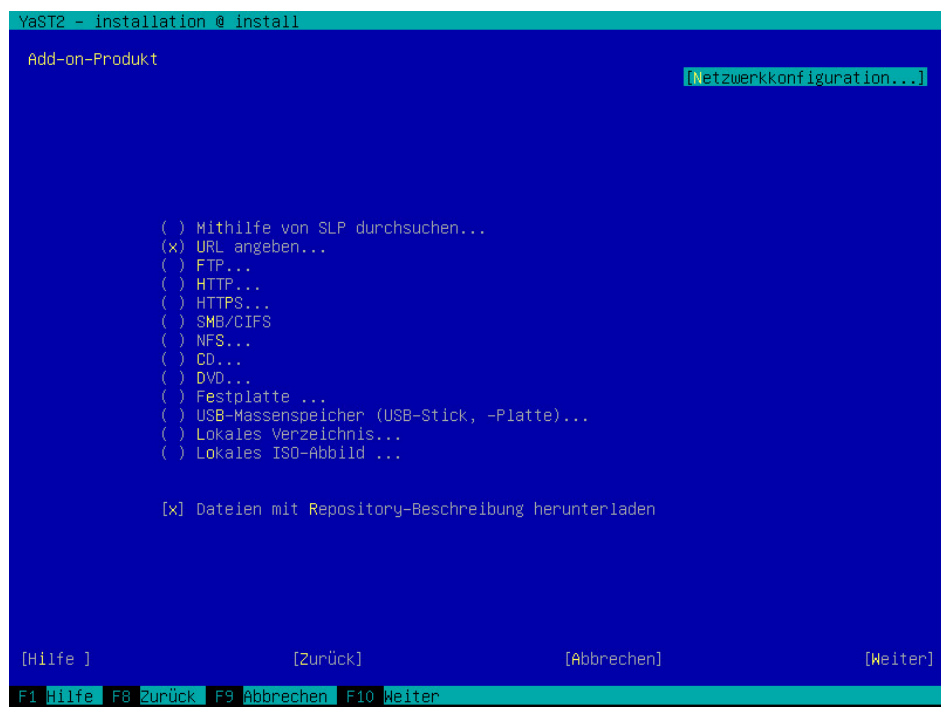 YaST2 - installation @ install
Add-on-Produkt
[Netzwerkkonfiguration...]
( ) Mithilfe von SLP durchsuchen...
(x) URL angeben...
( ) FTP...
( ) HTTP...
( ) HTTPS...
( ) SMB/CIFS
( ) NFS...
( ) CD...
( ) DVD...
( ) Festplatte ...
( ) USB-Massenspeicher (USB-Stick, -Platte)...
( ) Lokales Verzeichnis...
( ) Lokales ISO-Abbild ...
[x] Dateien mit Repository-Beschreibung herunterladen
[Hilfe ] [Zurück] [Abbrechen] [Weiter]
F1 Hilfe F8 Zurück F9 Abbrechen F10 Weiter